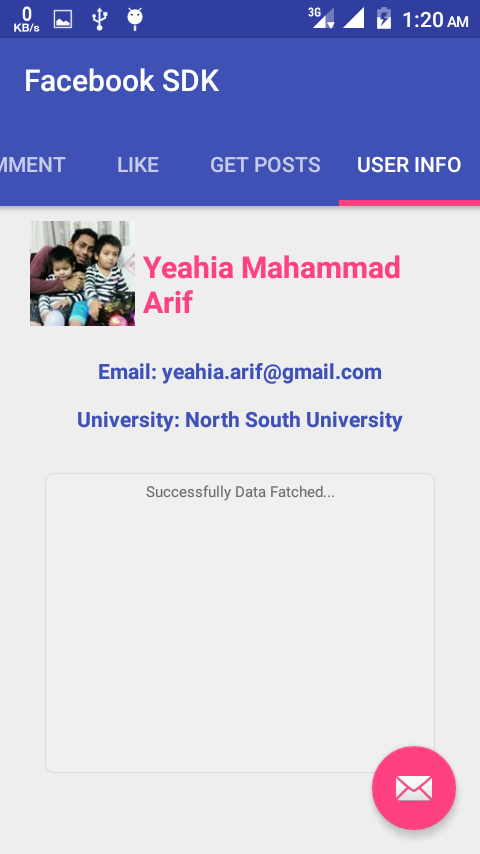 0
KB/s
3G
1:20 AM
Facebook SDK
MMENT LIKE GET POSTS USER INFO
Yeahia Mahammad
Arif
Email: yeahia.arif@gmail.com
University: North South University
Successfully Data Fatched...